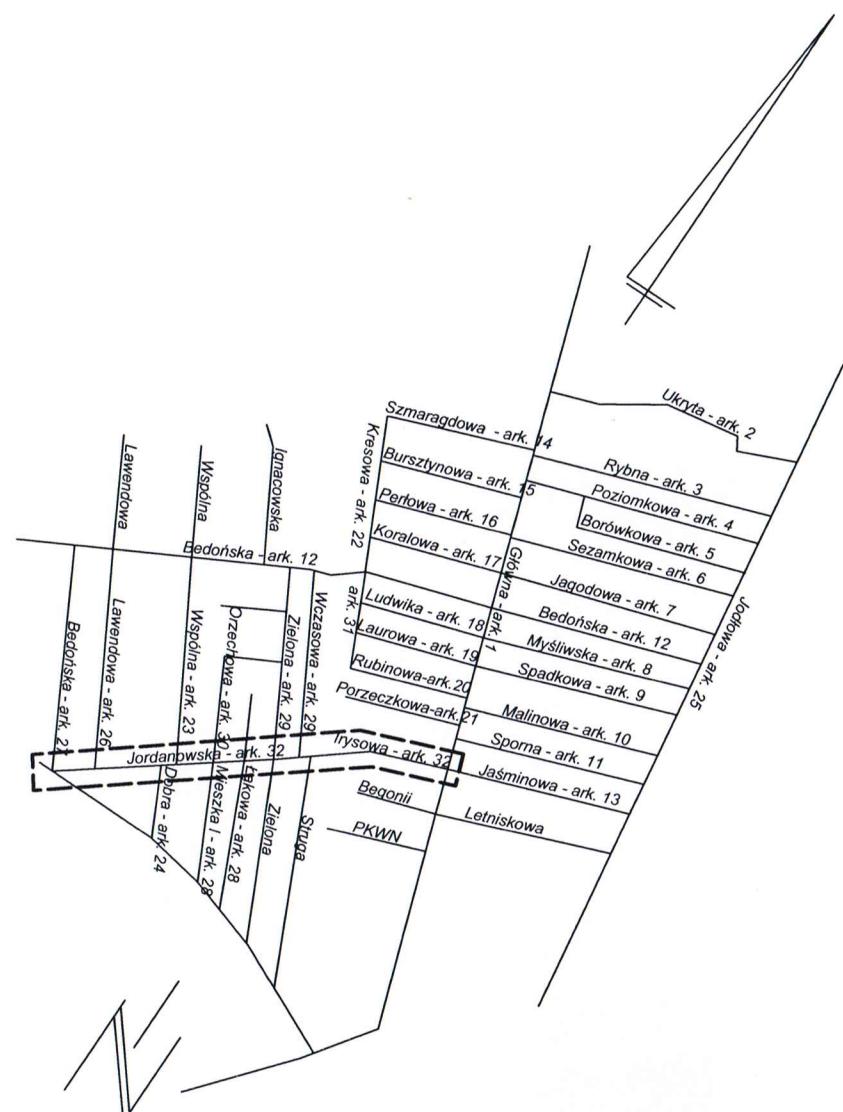 Ukryta - ark. 2
Szmaragdowa - ark. 14
Rybna - ark. 3
Kresowa - ark. 22
Bursztynowa - ark. 15
Poziomkowa - ark. 4
Lawendowa
Wspólna
Ignacowska
Perłowa - ark. 16
Borówkowa - ark. 5
Koralowa - ark. 17
Sezamkowa - ark. 6
Bedońska - ark. 12
Główna - ark. 1
Jagodowa - ark. 7
Jodłowa - ark. 25
ark. 31
Ludwika - ark. 18
Bedońska - ark. 12
Laurowa - ark. 19
Myśliwska - ark. 8
Rubinowa-ark.20
Spadkowa - ark. 9
Bedońska - ark. 27
Lawendowa - ark. 26
Wspólna - ark. 23
Orzechowa - ark. 30
Zielona - ark. 29
Wczasowa - ark. 29
Porzeczkowa-ark.21
Malinowa - ark. 10
Sporna - ark. 11
Jordanowska - ark. 32
Irysowa - ark. 32
Jaśminowa - ark. 13
Dobra - ark. 24
Mieszka I - ark. 28
Łąkowa - ark. 28
Zielona
Struga
Begonii
Letniskowa
PKWN
N